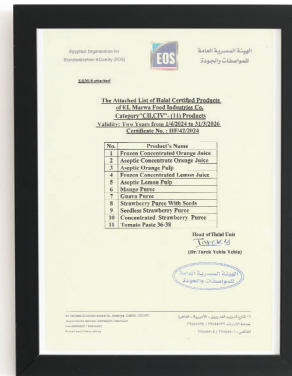 Egyptian Organization for
Standardization & Quality (EOS)
EOS
الهيئة المصرية العامة
للمواصفات والجودة
The Attached List of Halal Certified Products
of EL Marwa Food Industries Co.
Category"CII,CIV"- (11) Products
Validity: Two Years from 1/4/2024 to 31/3/2026
Certificate No. : HF/42/2024
No. Product's Name
1 Frozen Concentrated Orange Juice
2 Aseptic Concentrate Orange Juice
3 Aseptic Orange Pulp
4 Frozen Concentrated Lemon Juice
5 Aseptic Lemon Pulp
6 Mango Puree
7 Guava Puree
8 Strawberry Puree With Seeds
9 Seedless Strawberry Puree
10 Concentrated Strawberry Puree
11 Tomato Paste 36-38
Head of Halal Unit
(Dr. Tarek Yehia Yehia)
الهيئة المصرية العامة
للمواصفات والجودة